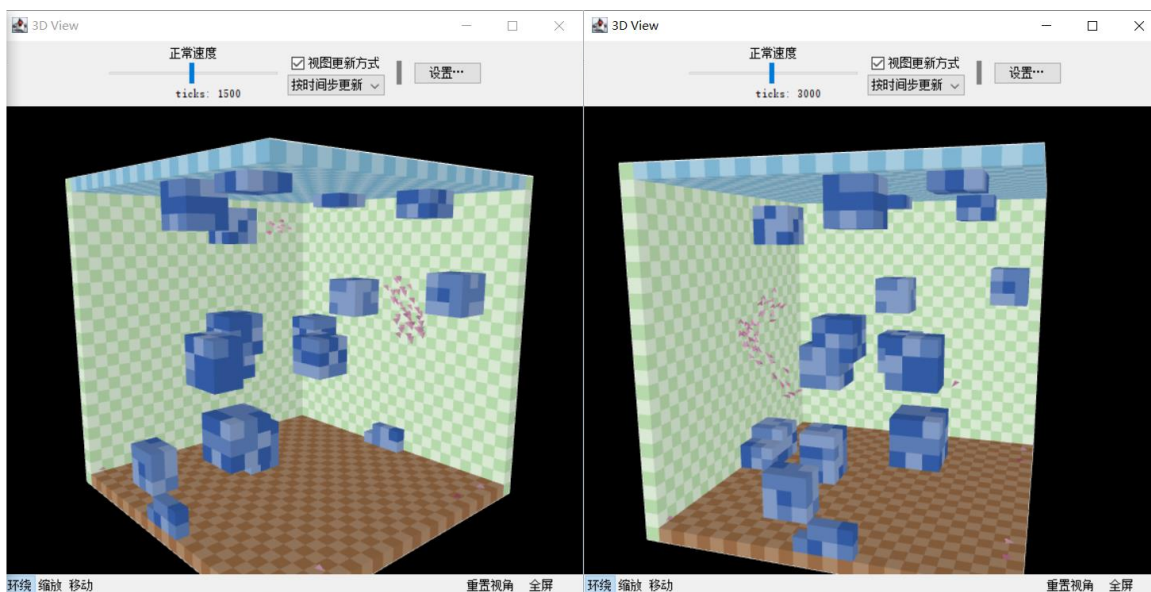 3D View
正常速度
视图更新方式
按时间步更新
ticks: 1500
设置…
环绕 缩放 移动
重置视角 全屏
3D View
正常速度
视图更新方式
按时间步更新
ticks: 3000
设置…
环绕 缩放 移动
重置视角 全屏